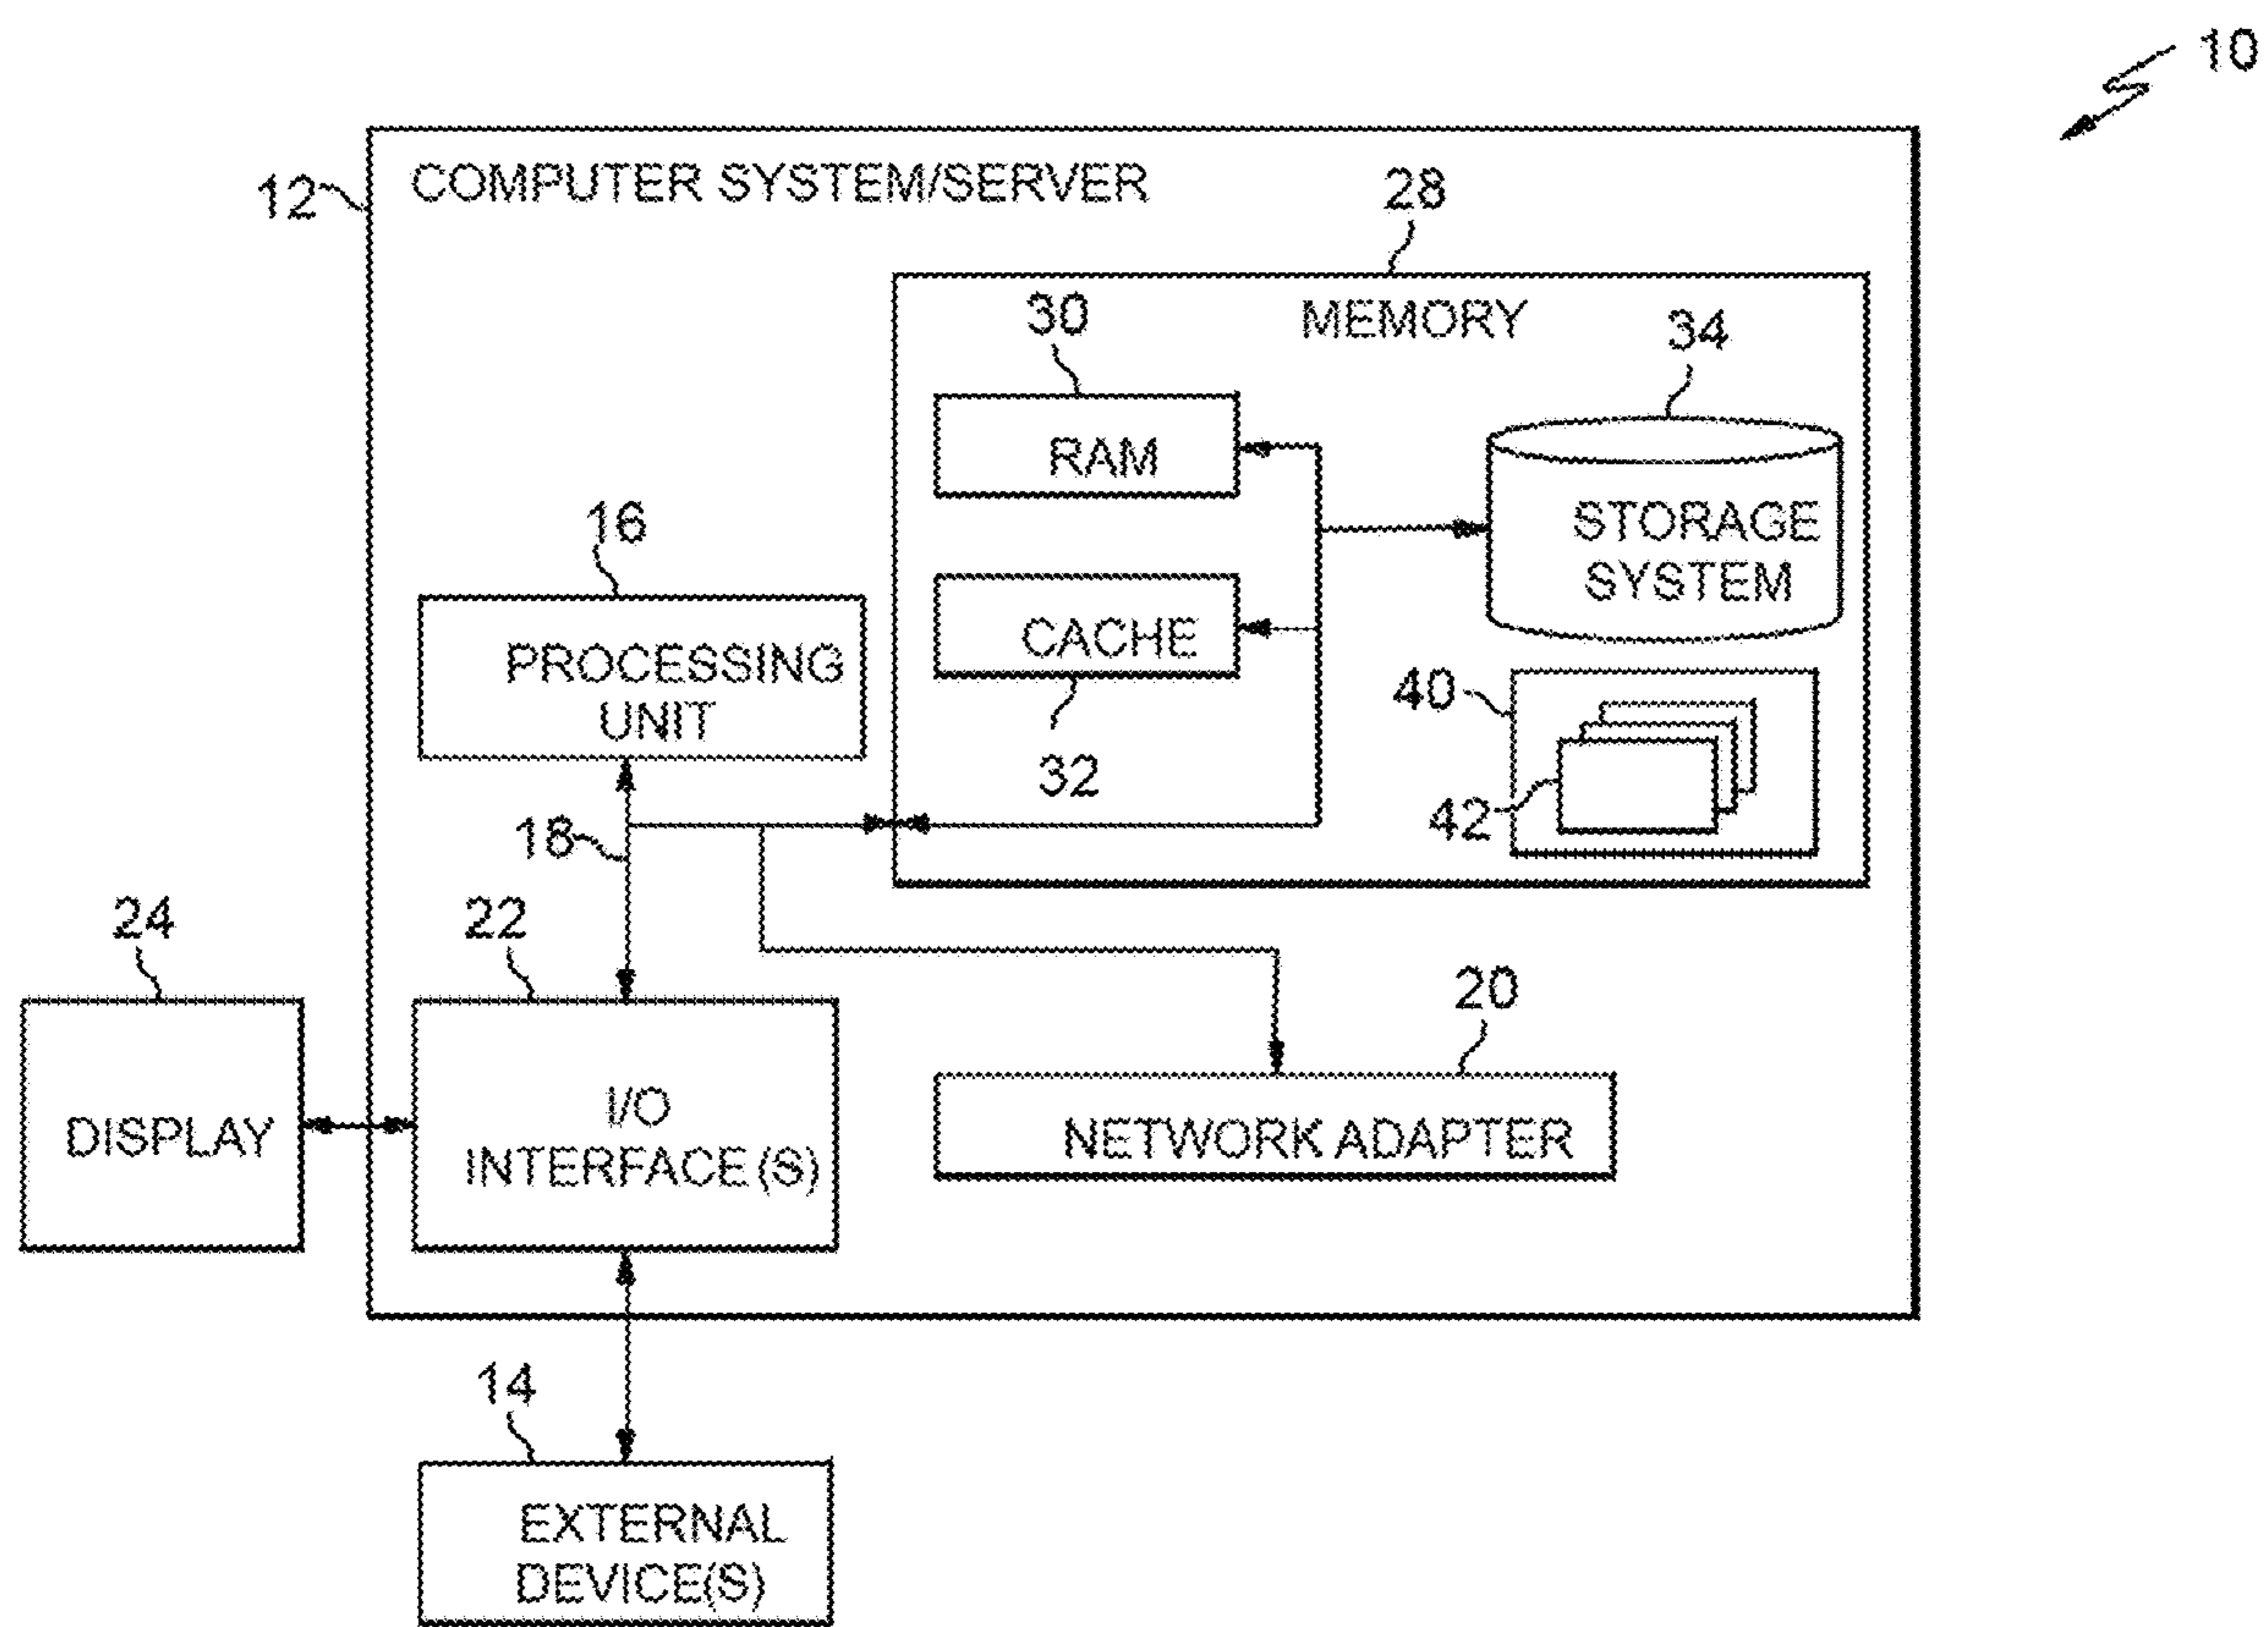 10
12
COMPUTER SYSTEM/SERVER
28
MEMORY
30
34
RAM
STORAGE
SYSTEM
16
PROCESSING
UNIT
CACHE
32
40
42
18
24
22
20
DISPLAY
I/O
INTERFACE(S)
NETWORK ADAPTER
14
EXTERNAL
DEVICE(S)